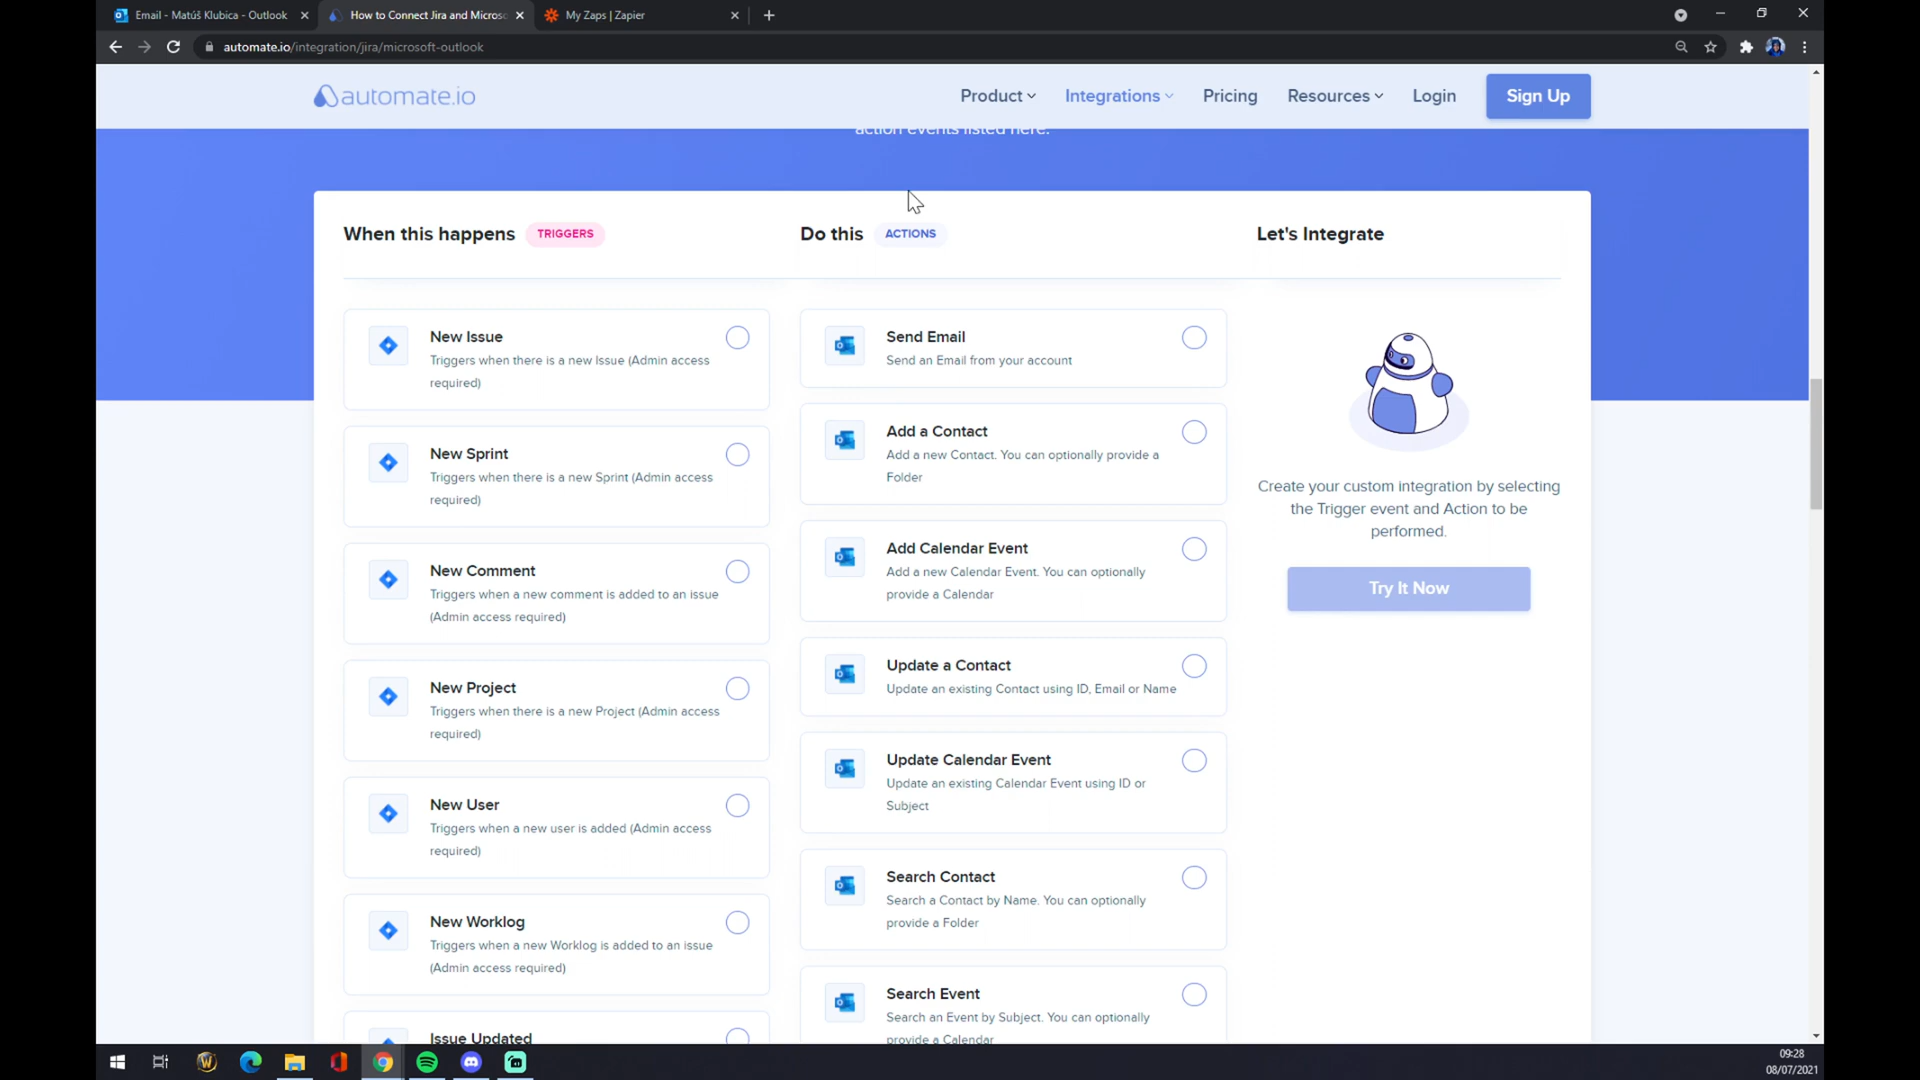 Email - Matúš Klubica - Outlook
How to Connect Jira and Micros
My Zaps | Zapier
automate.io/integration/jira/microsoft-outlook
automate.io
Product
Integrations
Pricing
Resources
Login
Sign Up
action events listed here.
When this happens
TRIGGERS
Do this
ACTIONS
Let's Integrate
New Issue
Triggers when there is a new Issue (Admin access
required)
New Sprint
Triggers when there is a new Sprint (Admin access
required)
New Comment
Triggers when a new comment is added to an issue
(Admin access required)
New Project
Triggers when there is a new Project (Admin access
required)
New User
Triggers when a new user is added (Admin access
required)
New Worklog
Triggers when a new Worklog is added to an issue
(Admin access required)
Issue Updated
Send Email
Send an Email from your account
Add a Contact
Add a new Contact. You can optionally provide a
Folder
Add Calendar Event
Add a new Calendar Event. You can optionally
provide a Calendar
Update a Contact
Update an existing Contact using ID, Email or Name
Update Calendar Event
Update an existing Calendar Event using ID or
Subject
Search Contact
Search a Contact by Name. You can optionally
provide a Folder
Search Event
Search an Event by Subject. You can optionally
provide a Calendar
Create your custom integration by selecting
the Trigger event and Action to be
performed.
Try It Now
09:28
08/07/2021